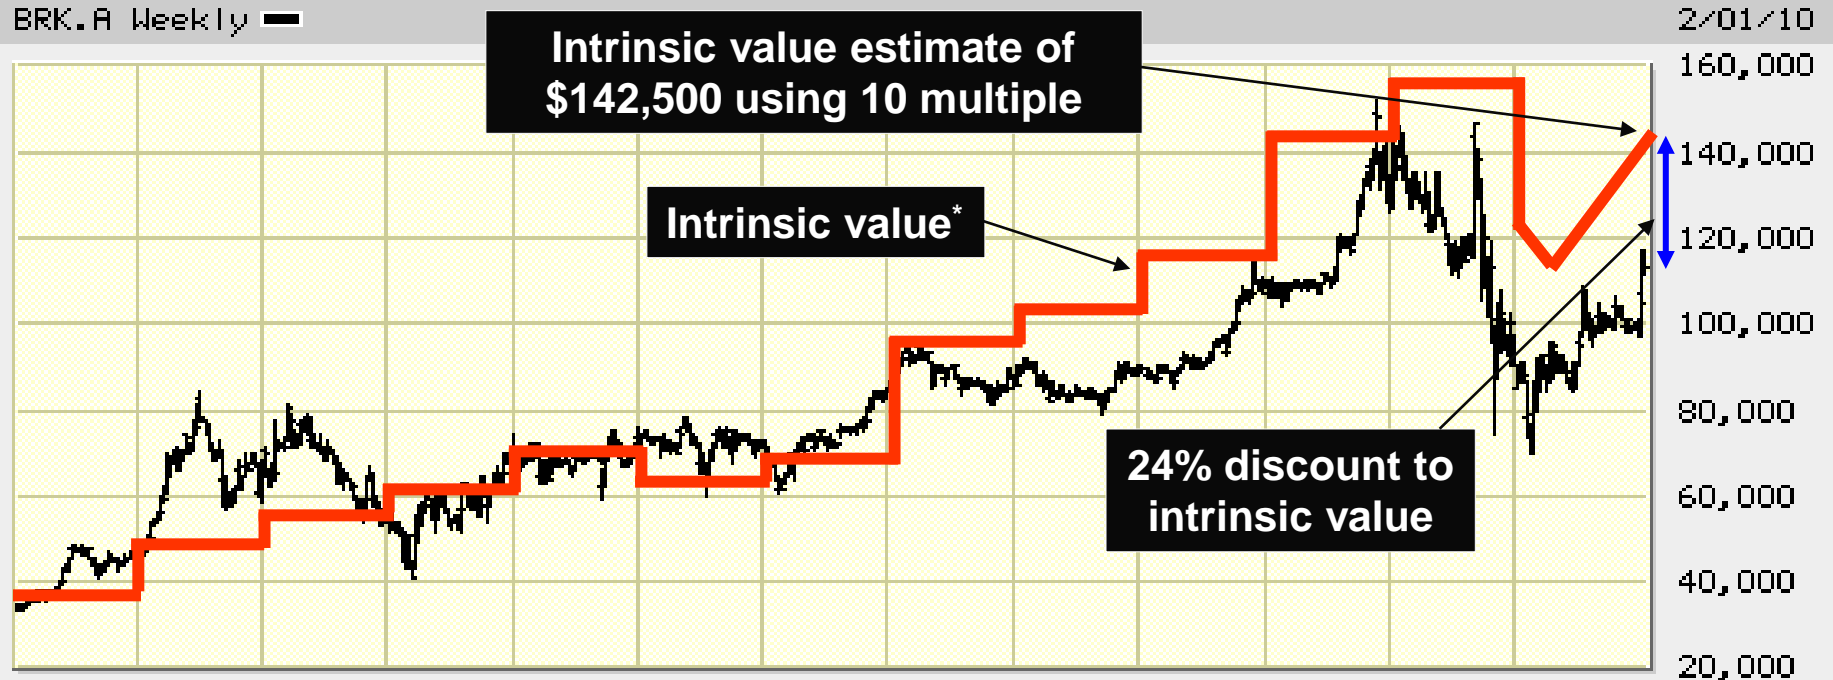 BRK.A Weekly
2/01/10
Intrinsic value estimate of
$142,500 using 10 multiple
160,000
140,000
Intrinsic value*
120,000
100,000
80,000
24% discount to
intrinsic value
60,000
40,000
20,000